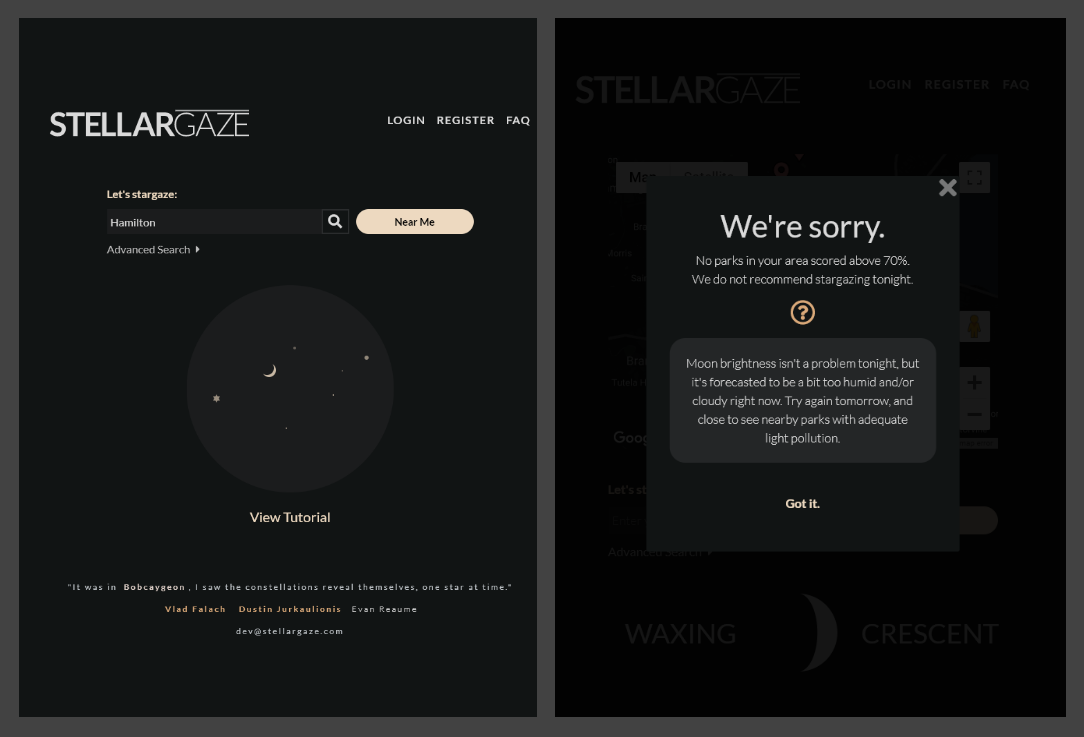 STELLARGAZE
LOGIN REGISTER FAQ
Let's stargaze:
Hamilton
Near Me
Advanced Search
View Tutorial
"It was in Bobcaygeon , I saw the constellations reveal themselves, one star at time."
Vlad Falach Dustin Jurkaulionis Evan Reaume
dev@stellargaze.com
STELLARGAZE
LOGIN REGISTER FAQ
Map Satellite
We're sorry.
No parks in your area scored above 70%.
We do not recommend stargazing tonight.
?
Moon brightness isn't a problem tonight, but
it's forecasted to be a bit too humid and/or
cloudy right now. Try again tomorrow, and
close to see nearby parks with adequate
light pollution.
Got it.
Goog
Let's st
Enter
Advanced Search
WAXING CRESCENT